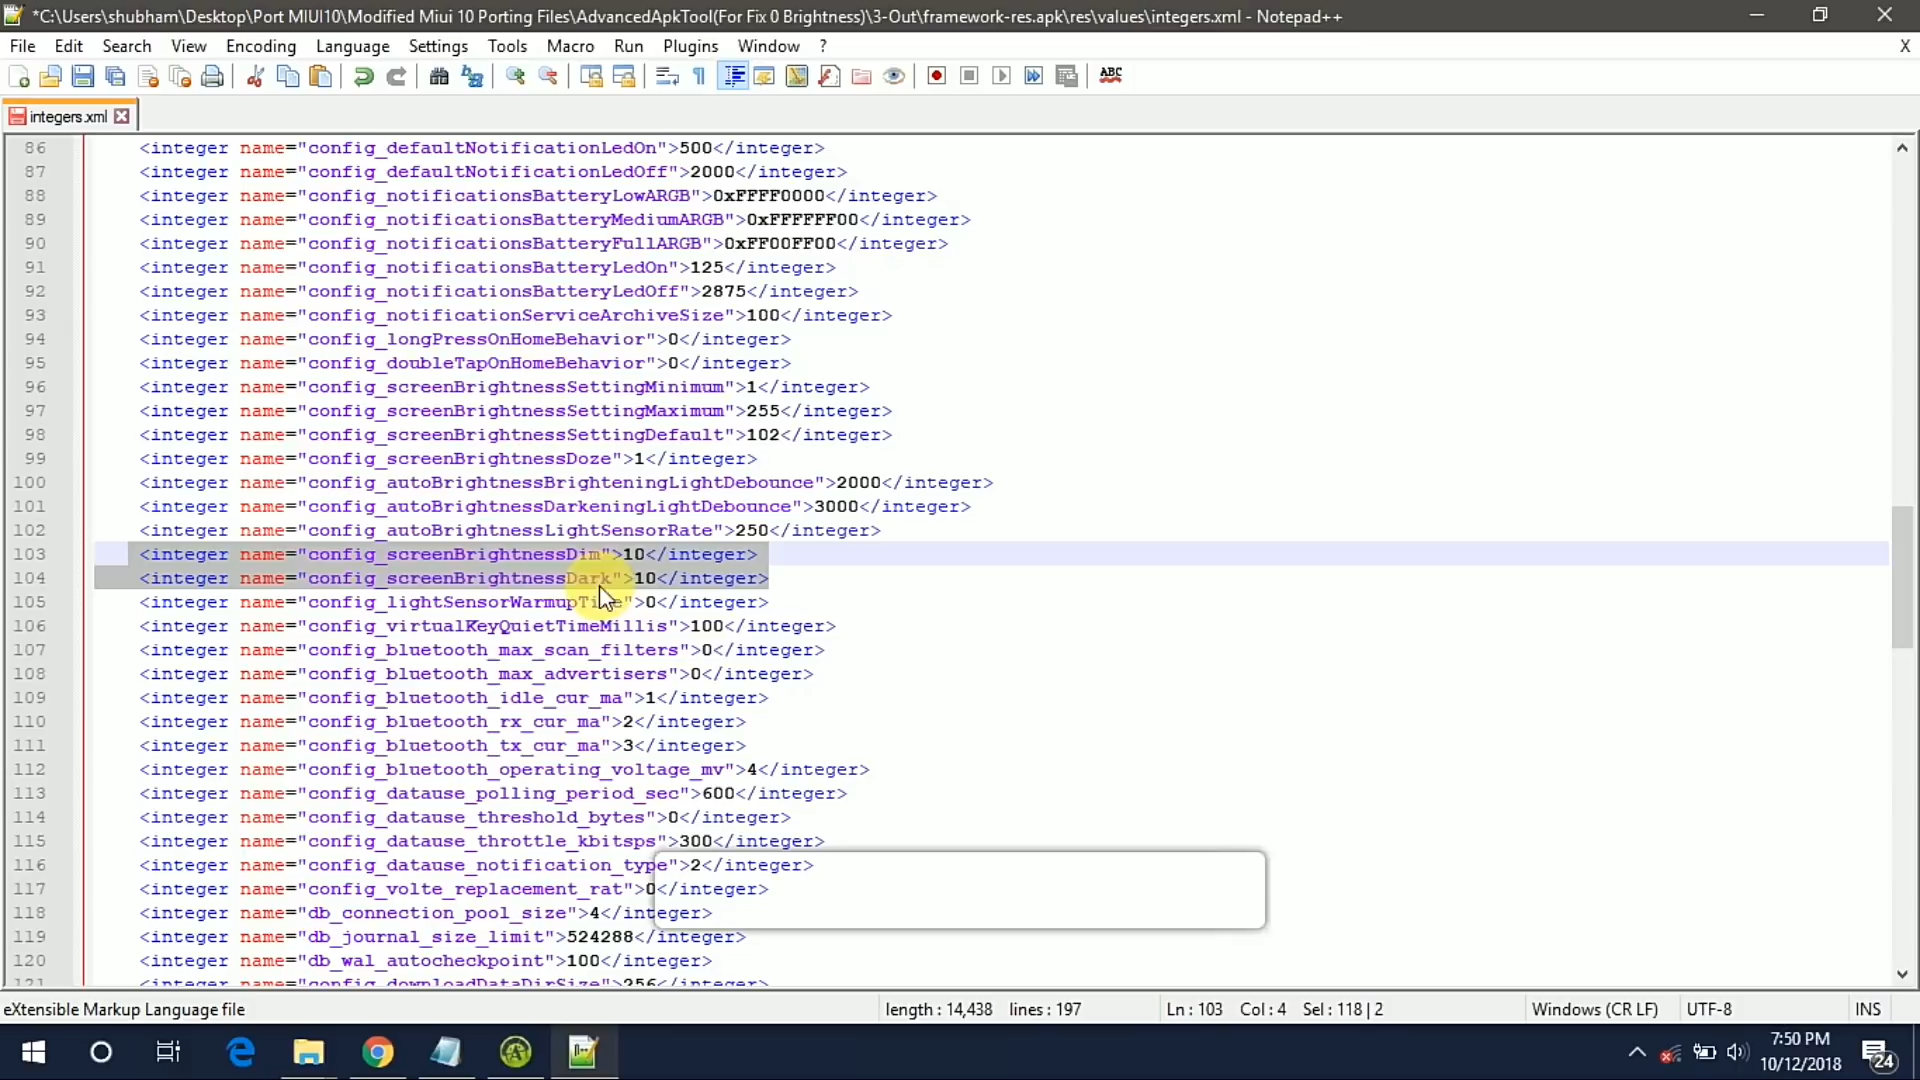 *C:\Users\shubham\Desktop\Port MIUI10\Modified Miui 10 Porting Files\AdvancedApkTool(For Fix 0 Brightness)\3-Out\framework-res.apk\res\values\integers.xml - Notepad++
File Edit Search View Encoding Language Settings Tools Macro Run Plugins Window ? X
ABC
integers.xml
86 <integer name="config_defaultNotificationLedOn">500</integer>
87 <integer name="config_defaultNotificationLedOff">2000</integer>
88 <integer name="config_notificationsBatteryLowARGB">0xFFFF0000</integer>
89 <integer name="config_notificationsBatteryMediumARGB">0xFFFFFF00</integer>
90 <integer name="config_notificationsBatteryFullARGB">0xFF00FF00</integer>
91 <integer name="config_notificationsBatteryLedOn">125</integer>
92 <integer name="config_notificationsBatteryLedOff">2875</integer>
93 <integer name="config_notificationServiceArchiveSize">100</integer>
94 <integer name="config_longPressOnHomeBehavior">0</integer>
95 <integer name="config_doubleTapOnHomeBehavior">0</integer>
96 <integer name="config_screenBrightnessSettingMinimum">1</integer>
97 <integer name="config_screenBrightnessSettingMaximum">255</integer>
98 <integer name="config_screenBrightnessSettingDefault">102</integer>
99 <integer name="config_screenBrightnessDoze">1</integer>
100 <integer name="config_autoBrightnessBrighteningLightDebounce">2000</integer>
101 <integer name="config_autoBrightnessDarkeningLightDebounce">3000</integer>
102 <integer name="config_autoBrightnessLightSensorRate">250</integer>
103 <integer name="config_screenBrightnessDim">10</integer>
104 <integer name="config_screenBrightnessDark">10</integer>
105 <integer name="config_lightSensorWarmupTime">0</integer>
106 <integer name="config_virtualKeyQuietTimeMillis">100</integer>
107 <integer name="config_bluetooth_max_scan_filters">0</integer>
108 <integer name="config_bluetooth_max_advertisers">0</integer>
109 <integer name="config_bluetooth_idle_cur_ma">1</integer>
110 <integer name="config_bluetooth_rx_cur_ma">2</integer>
111 <integer name="config_bluetooth_tx_cur_ma">3</integer>
112 <integer name="config_bluetooth_operating_voltage_mv">4</integer>
113 <integer name="config_datause_polling_period_sec">600</integer>
114 <integer name="config_datause_threshold_bytes">0</integer>
115 <integer name="config_datause_throttle_kbitsps">300</integer>
116 <integer name="config_datause_notification_type">2</integer>
117 <integer name="config_volte_replacement_rat">0</integer>
118 <integer name="db_connection_pool_size">4</integer>
119 <integer name="db_journal_size_limit">524288</integer>
120 <integer name="db_wal_autocheckpoint">100</integer>
121 <integer name="config_downloadDataDirSize">256</integer>
eXtensible Markup Language file length : 14,438 lines : 197 Ln : 103 Col : 4 Sel : 118 | 2 Windows (CR LF) UTF-8 INS
7:50 PM
10/12/2018
24